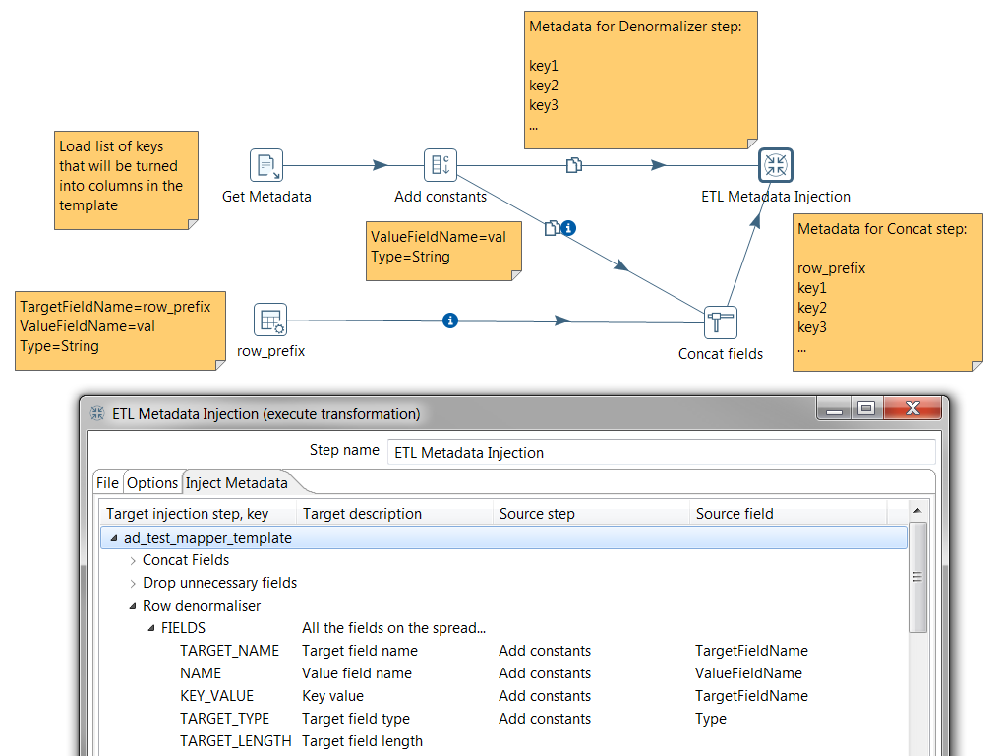 Metadata for Denormalizer step:
key1
key2
key3
...
Load list of keys
that will be turned
into columns in the
template
Get Metadata
Add constants
ETL Metadata Injection
ValueFieldName=val
Type=String
Metadata for Concat step:
row_prefix
key1
key2
key3
...
TargetFieldName=row_prefix
ValueFieldName=val
Type=String
row_prefix
Concat fields
ETL Metadata Injection (execute transformation)
Step name ETL Metadata Injection
File Options Inject Metadata
Target injection step, key Target description Source step Source field
ad_test_mapper_template
Concat Fields
Drop unnecessary fields
Row denormaliser
FIELDS All the fields on the spread...
TARGET_NAME Target field name Add constants TargetFieldName
NAME Value field name Add constants ValueFieldName
KEY_VALUE Key value Add constants TargetFieldName
TARGET_TYPE Target field type Add constants Type
TARGET_LENGTH Target field length